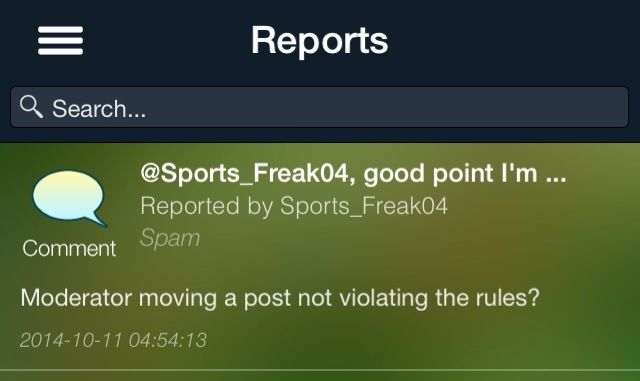 Reports
Search...
@Sports_Freak04, good point I'm ...
Reported by Sports_Freak04
Spam
Comment
Moderator moving a post not violating the rules?
2014-10-11 04:54:13